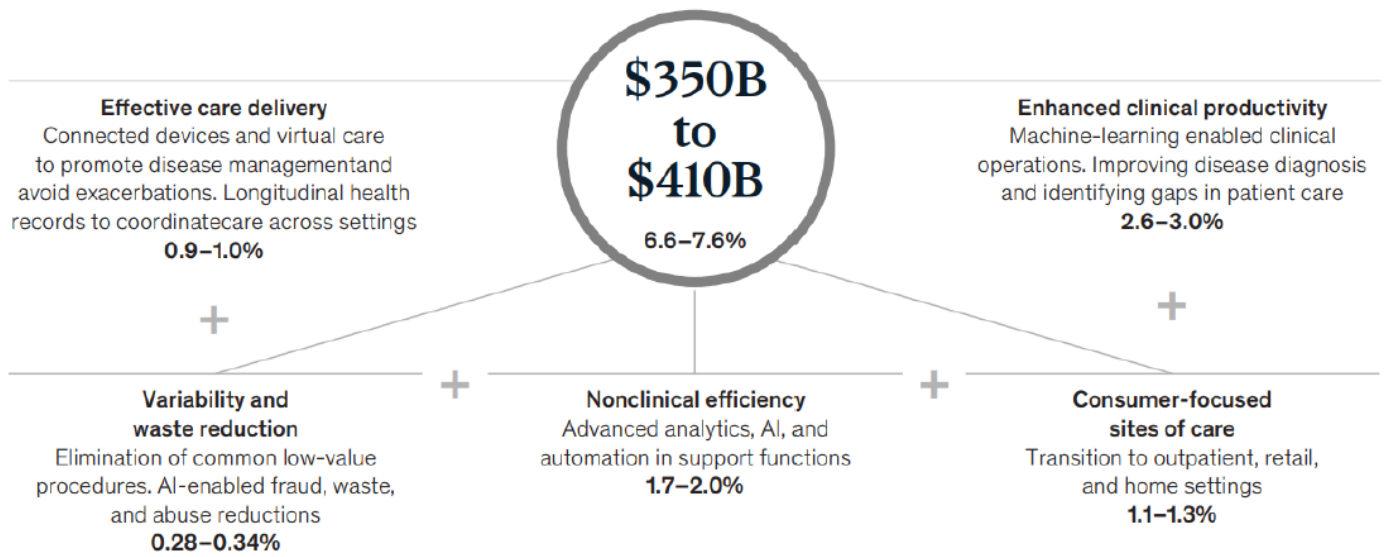 $350B
to
$410B
6.6–7.6%
Effective care delivery
Connected devices and virtual care
to promote disease managementand
avoid exacerbations. Longitudinal health
records to coordinatecare across settings
0.9–1.0%
+
Enhanced clinical productivity
Machine-learning enabled clinical
operations. Improving disease diagnosis
and identifying gaps in patient care
2.6–3.0%
+
Variability and
waste reduction
Elimination of common low-value
procedures. AI-enabled fraud, waste,
and abuse reductions
0.28–0.34%
+
Nonclinical efficiency
Advanced analytics, AI, and
automation in support functions
1.7–2.0%
+
Consumer-focused
sites of care
Transition to outpatient, retail,
and home settings
1.1–1.3%